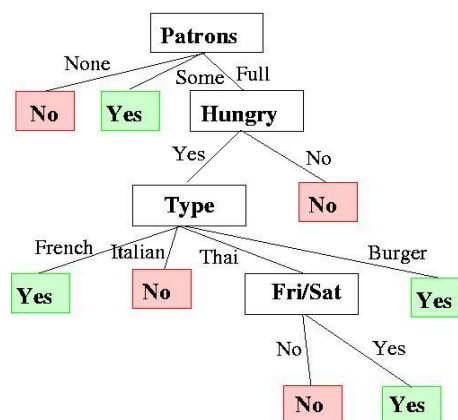 Patrons
None Some Full
No Yes Hungry
Yes No
Type No
French Italian Thai Burger
Yes No Fri/Sat Yes
No Yes
No Yes